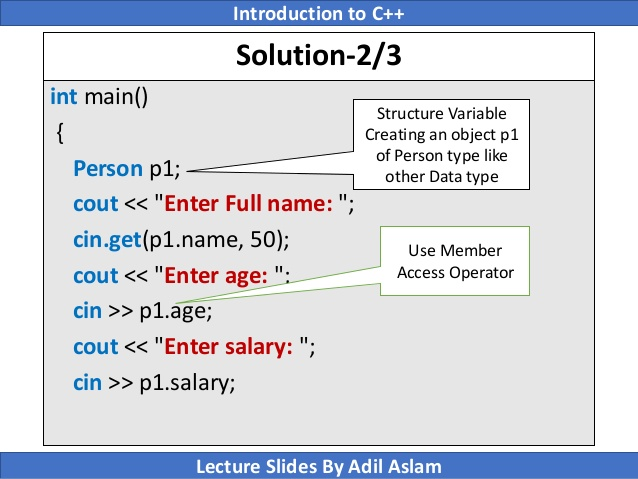 Introduction to C++
Solution-2/3
int main()
{
Person p1;
cout << "Enter Full name: ";
cin.get(p1.name, 50);
cout << "Enter age: ";
cin >> p1.age;
cout << "Enter salary: ";
cin >> p1.salary;
Structure Variable
Creating an object p1
of Person type like
other Data type
Use Member
Access Operator
Lecture Slides By Adil Aslam